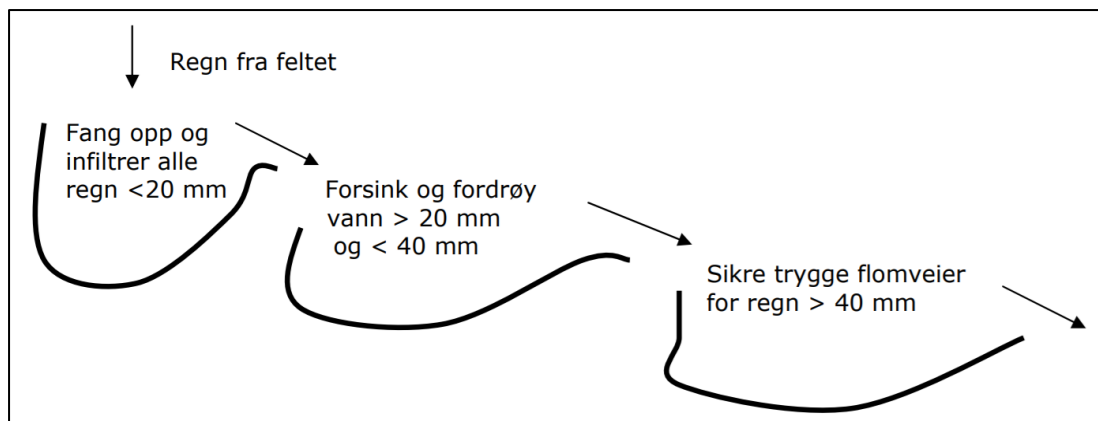 Regn fra feltet
Fang opp og
infiltrer alle
regn <20 mm
Forsink og fordrøy
vann > 20 mm
og < 40 mm
Sikre trygge flomveier
for regn > 40 mm